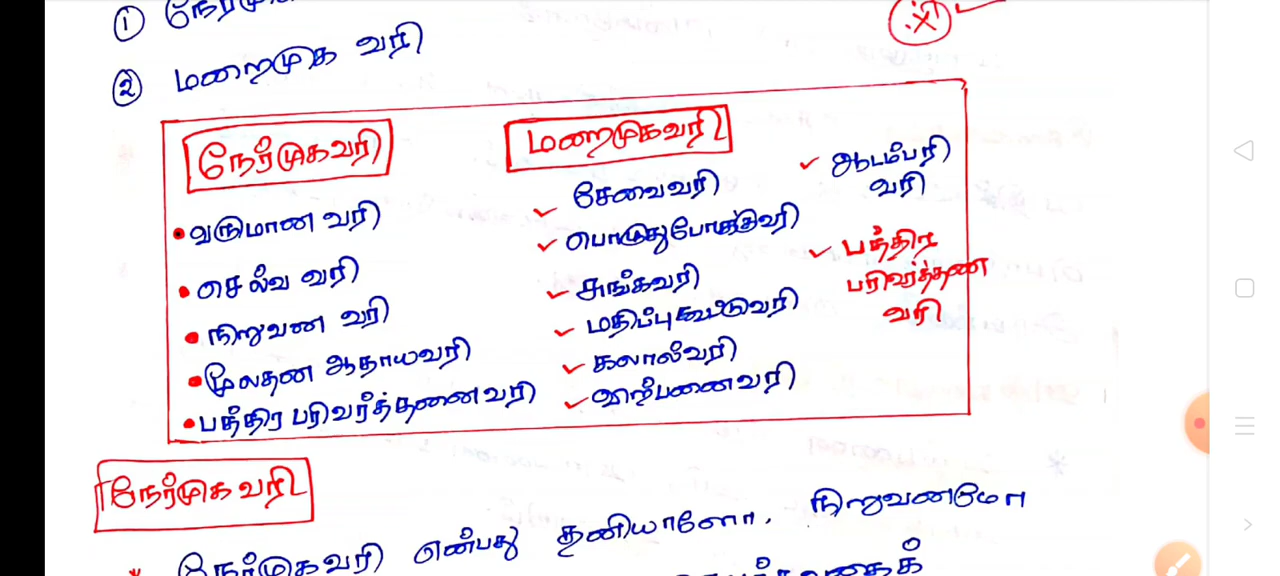 ① நேர்முக
② மறைமுக வரி
நேர்முகவரி
• வருமான வரி
• செல்வ வரி
• நிறுவன வரி
• மூலதன ஆதாயவரி
• பத்திர பரிவர்த்தனைவரி
மறைமுகவரி
✓ சேவைவரி
✓ பொழுதுபோக்குவரி
✓ சுங்கவரி
✓ மதிப்புகூட்டுவரி
✓ கலால்வரி
✓ விற்பனைவரி
✓ ஆடம்பரி
வரி
✓ பத்திர
பரிவர்த்தண
வரி
நேர்முகவரி
* நேர்முகவரி என்பது தனியாளோ, நிறுவனமோ